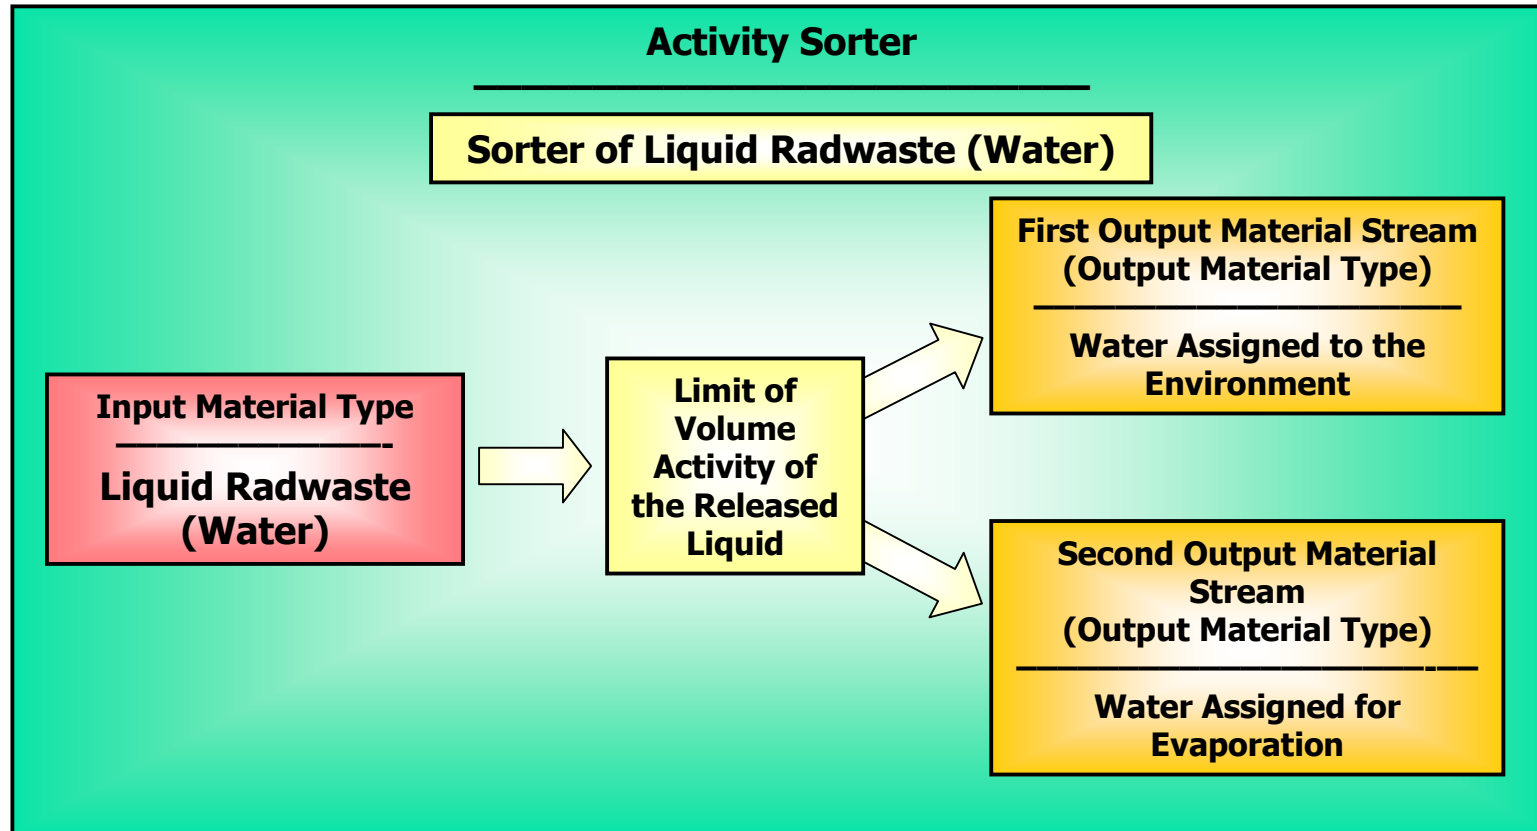 Activity Sorter
Sorter of Liquid Radwaste (Water)
Input Material Type
Liquid Radwaste
(Water)
Limit of
Volume
Activity of
the Released
Liquid
First Output Material Stream
(Output Material Type)
Water Assigned to the
Environment
Second Output Material
Stream
(Output Material Type)
Water Assigned for
Evaporation